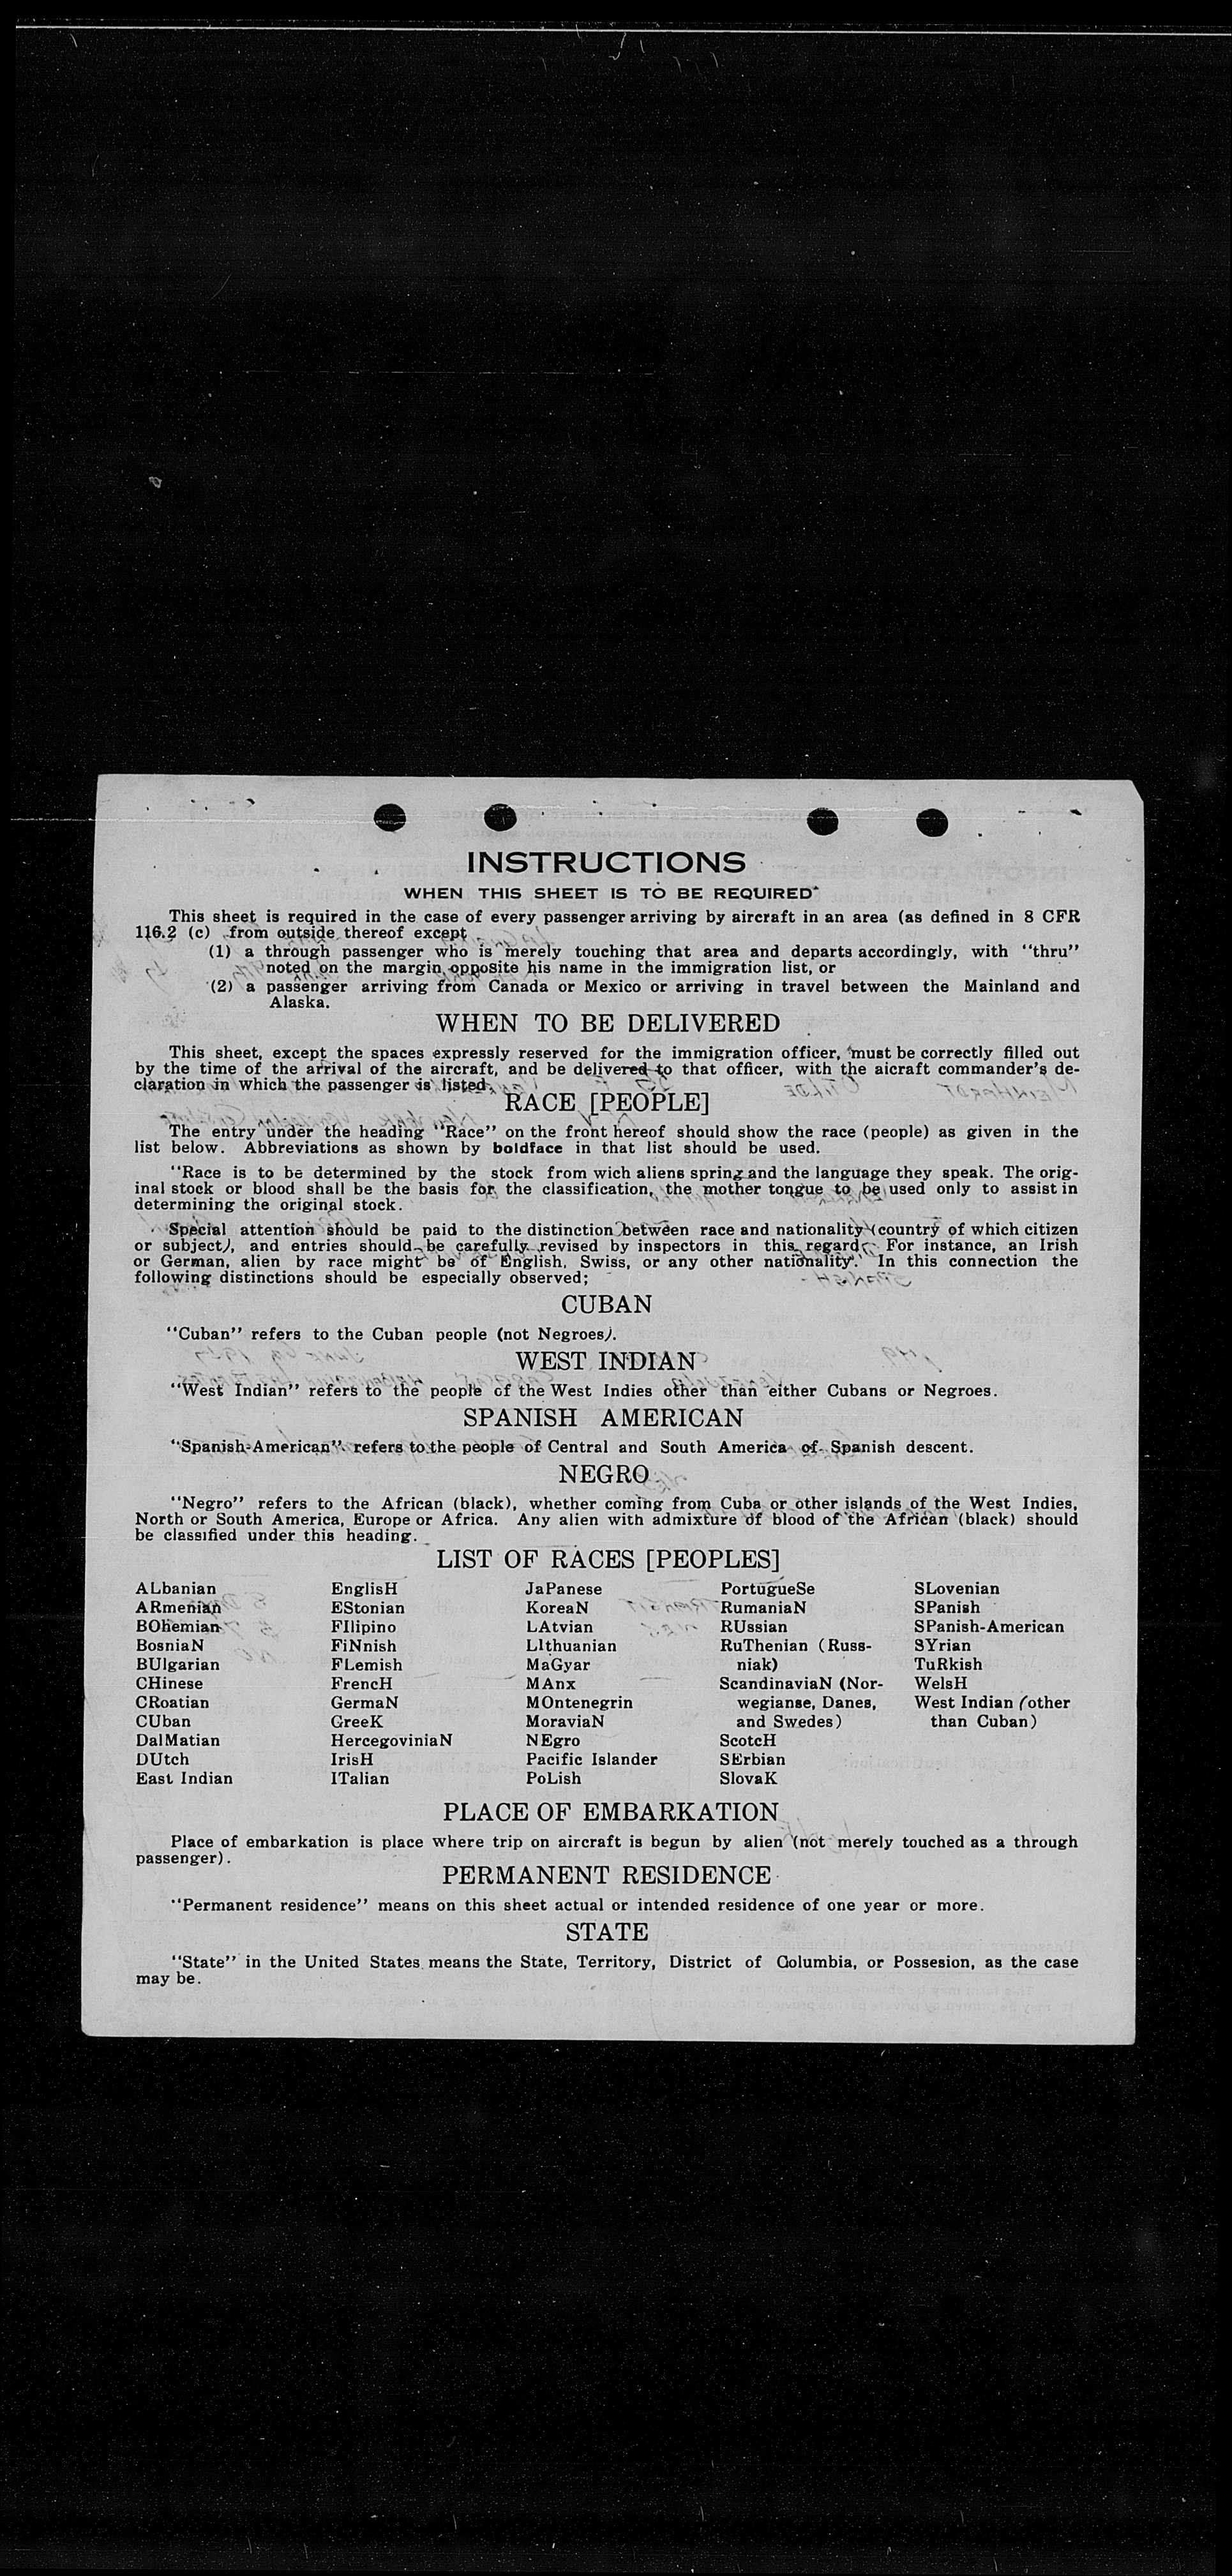 INSTRUCTIONS
WHEN THIS SHEET IS TO BE REQUIRED
This sheet is required in the case of every passenger arriving by aircraft in an area (as defined in 8 CFR
116.2 (c) from outside thereof except
(1) a through passenger who is merely touching that area and departs accordingly, with "thru"
noted on the margin opposite his name in the immigration list, or
(2) a passenger arriving from Canada or Mexico or arriving in travel between the Mainland and
Alaska.
WHEN TO BE DELIVERED
This sheet, except the spaces expressly reserved for the immigration officer, must be correctly filled out
by the time of the arrival of the aircraft, and be delivered to that officer, with the aicraft commander's de-
claration in which the passenger is listed.
RACE [PEOPLE]
The entry under the heading "Race" on the front hereof should show the race (people) as given in the
list below. Abbreviations as shown by boldface in that list should be used.
"Race is to be determined by the stock from wich aliens spring and the language they speak. The orig-
inal stock or blood shall be the basis for the classification, the mother tongue to be used only to assist in
determining the original stock.
Special attention should be paid to the distinction between race and nationality (country of which citizen
or subject), and entries should be carefully revised by inspectors in this regard. For instance, an Irish
or German, alien by race might be of English, Swiss, or any other nationality. In this connection the
following distinctions should be especially observed;
CUBAN
"Cuban" refers to the Cuban people (not Negroes).
WEST INDIAN
"West Indian" refers to the people of the West Indies other than either Cubans or Negroes.
SPANISH AMERICAN
"Spanish-American" refers to the people of Central and South America of Spanish descent.
NEGRO
"Negro" refers to the African (black), whether coming from Cuba or other islands of the West Indies,
North or South America, Europe or Africa. Any alien with admixture of blood of the African (black) should
be classified under this heading.
LIST OF RACES [PEOPLES]
ALbanian
ARmenian
BOhemian
BosniaN
BUlgarian
CHinese
CRoatian
CUban
DalMatian
DUtch
East Indian
EnglisH
EStonian
FIlipino
FiNnish
FLemish
FrencH
GermaN
GreeK
HercegoviniaN
IrisH
ITalian
JaPanese
KoreaN
LAtvian
LIthuanian
MaGyar
MAnx
MOntenegrin
MoraviaN
NEgro
Pacific Islander
PoLish
PortugueSe
RumaniaN
RUssian
RuThenian (Russ-
niak)
ScandinaviaN (Nor-
wegianse, Danes,
and Swedes)
ScotcH
SErbian
SlovaK
SLovenian
SPanish
SPanish-American
SYrian
TuRkish
WelsH
West Indian (other
than Cuban)
PLACE OF EMBARKATION
Place of embarkation is place where trip on aircraft is begun by alien (not merely touched as a through
passenger).
PERMANENT RESIDENCE
"Permanent residence" means on this sheet actual or intended residence of one year or more.
STATE
"State" in the United States means the State, Territory, District of Columbia, or Possesion, as the case
may be.